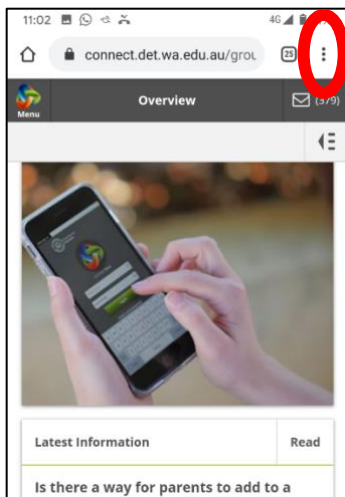 11:02 4G
connect.det.wa.edu.au/grou 25
Menu Overview (379)
Latest Information Read
Is there a way for parents to add to a